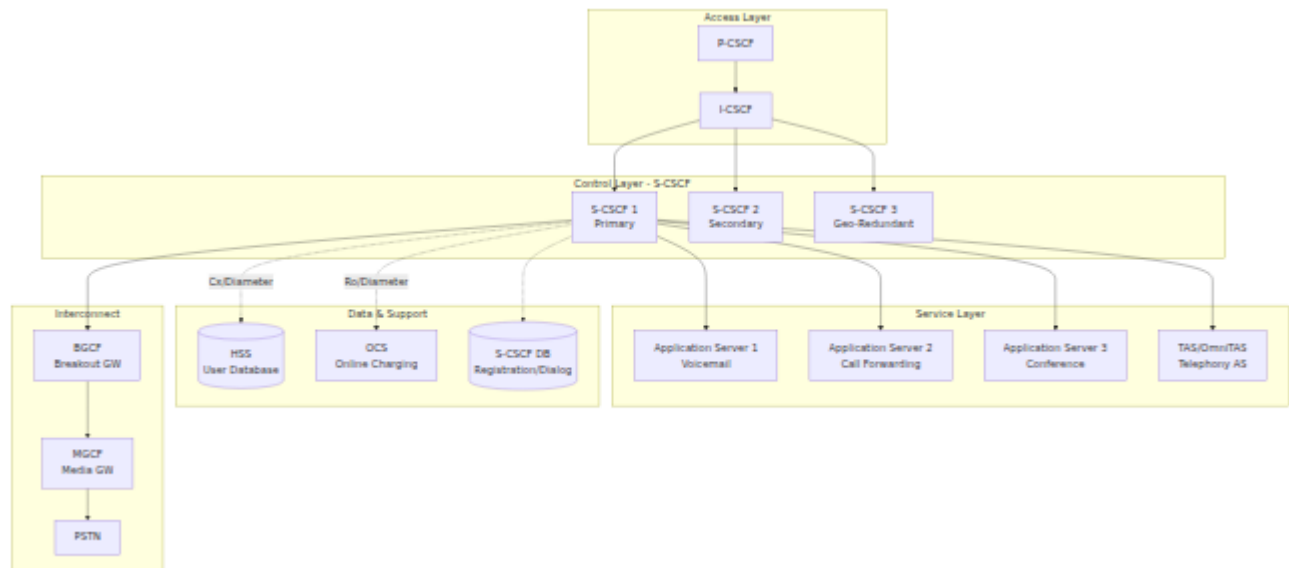 Access Layer
P-CSCF
I-CSCF
Control Layer - S-CSCF
S-CSCF 1
Primary
S-CSCF 2
Secondary
S-CSCF 3
Geo-Redundant
Cx/Diameter
Ro/Diameter
Interconnect
BGCF
Breakout GW
MGCF
Media GW
PSTN
Data & Support
HSS
User Database
OCS
Online Charging
S-CSCF DB
Registration/Dialog
Service Layer
Application Server 1
Voicemail
Application Server 2
Call Forwarding
Application Server 3
Conference
TAS/OmniTAS
Telephony AS